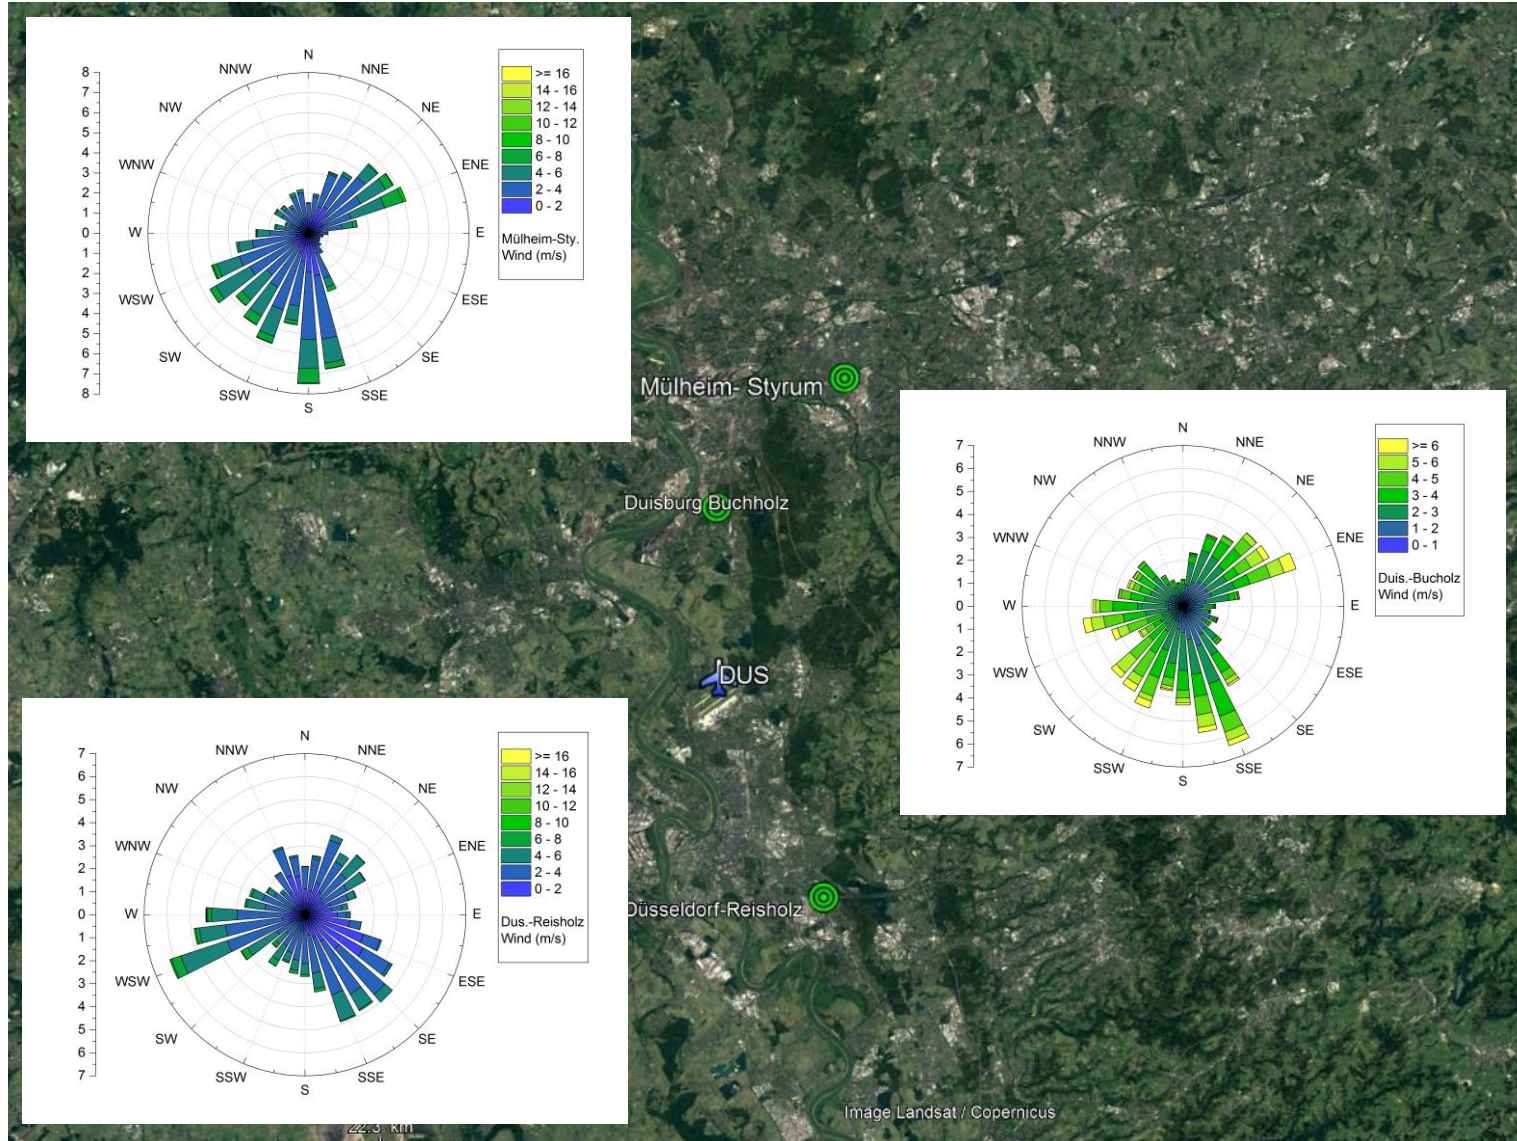 N
NNE
NE
ENE
E
ESE
SE
SSE
S
SSW
SW
WSW
W
WNW
NW
NNW
8
7
6
5
4
3
2
1
0
1
2
3
4
5
6
7
8
>= 16
14 - 16
12 - 14
10 - 12
8 - 10
6 - 8
4 - 6
2 - 4
0 - 2
Mülheim-Sty.
Wind (m/s)
Mülheim- Styrum
Duisburg Buchholz
N
NNE
NE
ENE
E
ESE
SE
SSE
S
SSW
SW
WSW
W
WNW
NW
NNW
7
6
5
4
3
2
1
0
1
2
3
4
5
6
7
>= 6
5 - 6
4 - 5
3 - 4
2 - 3
1 - 2
0 - 1
Duis.-Bucholz
Wind (m/s)
DUS
N
NNE
NE
ENE
E
ESE
SE
SSE
S
SSW
SW
WSW
W
WNW
NW
NNW
7
6
5
4
3
2
1
0
1
2
3
4
5
6
7
>= 16
14 - 16
12 - 14
10 - 12
8 - 10
6 - 8
4 - 6
2 - 4
0 - 2
Dus.-Reisholz
Wind (m/s)
Düsseldorf-Reisholz
Image Landsat / Copernicus
22.3 km